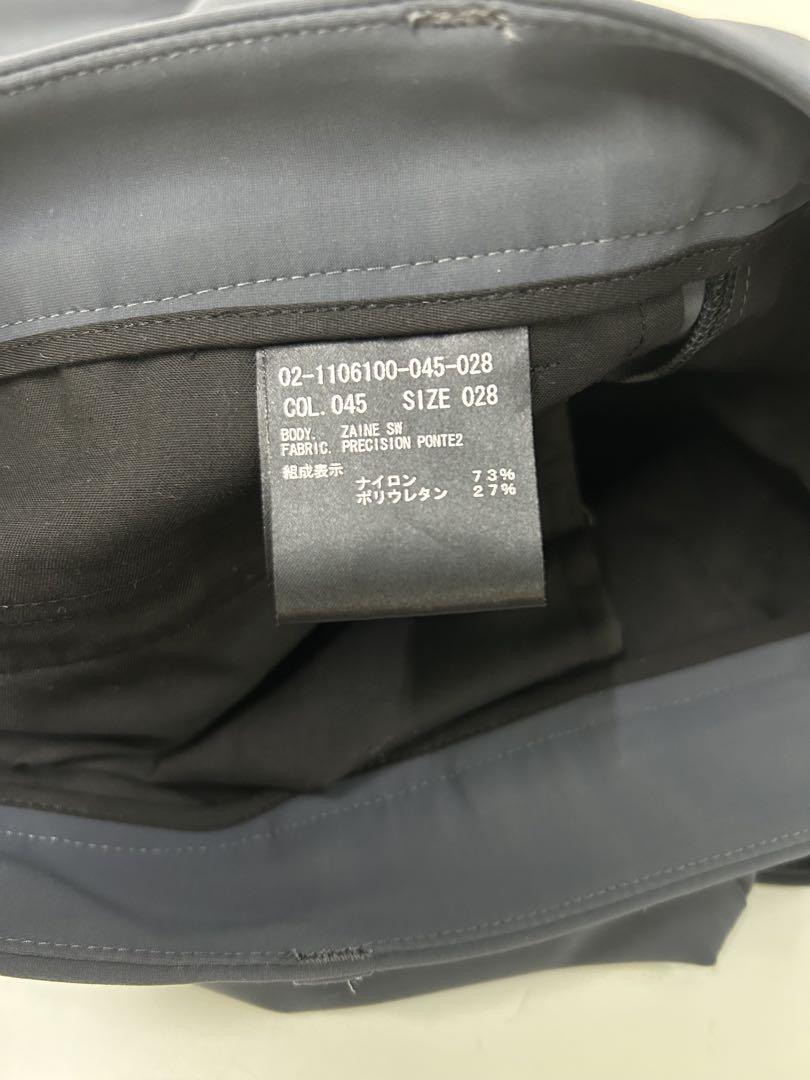 02-1106100-045-028
COL. 045 SIZE 028
BODY. ZAINE SW
FABRIC. PRECISION PONTE2
組成表示
ナイロン 73%
ポリウレタン 27%